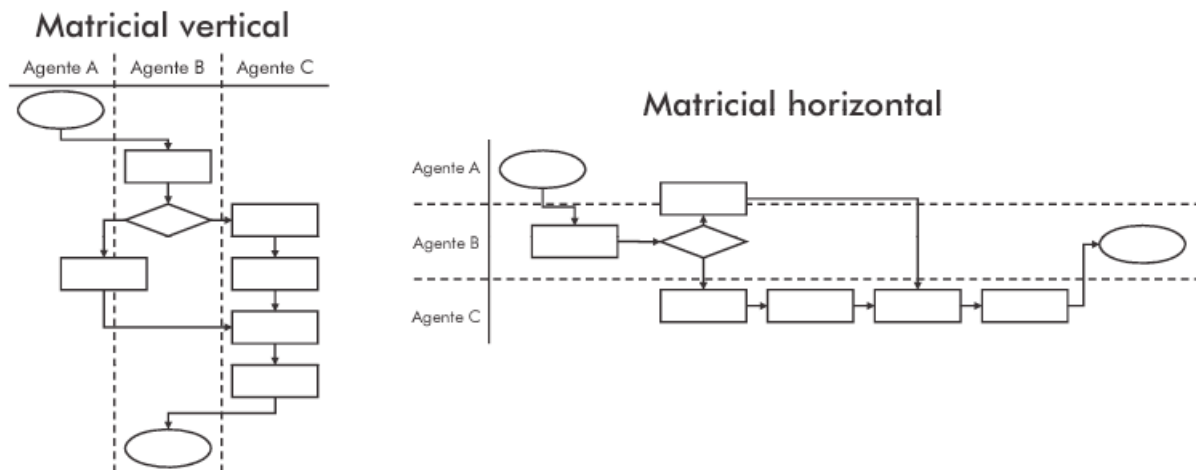 Matricial vertical
Agente A Agente B Agente C
Matricial horizontal
Agente A
Agente B
Agente C